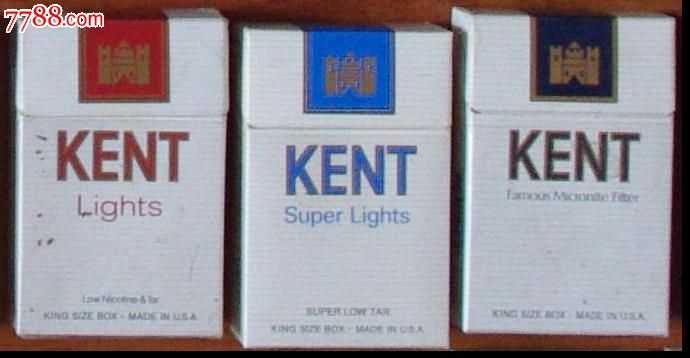 7788.com
KENT
Lights
Low Nicotine & Tar
KING SIZE BOX - MADE IN U.S.A.
KENT
Super Lights
SUPER LOW TAR
KING SIZE BOX - MADE IN U.S.A.
KENT
Famous Micronite Filter
KING SIZE BOX - MADE IN U.S.A.